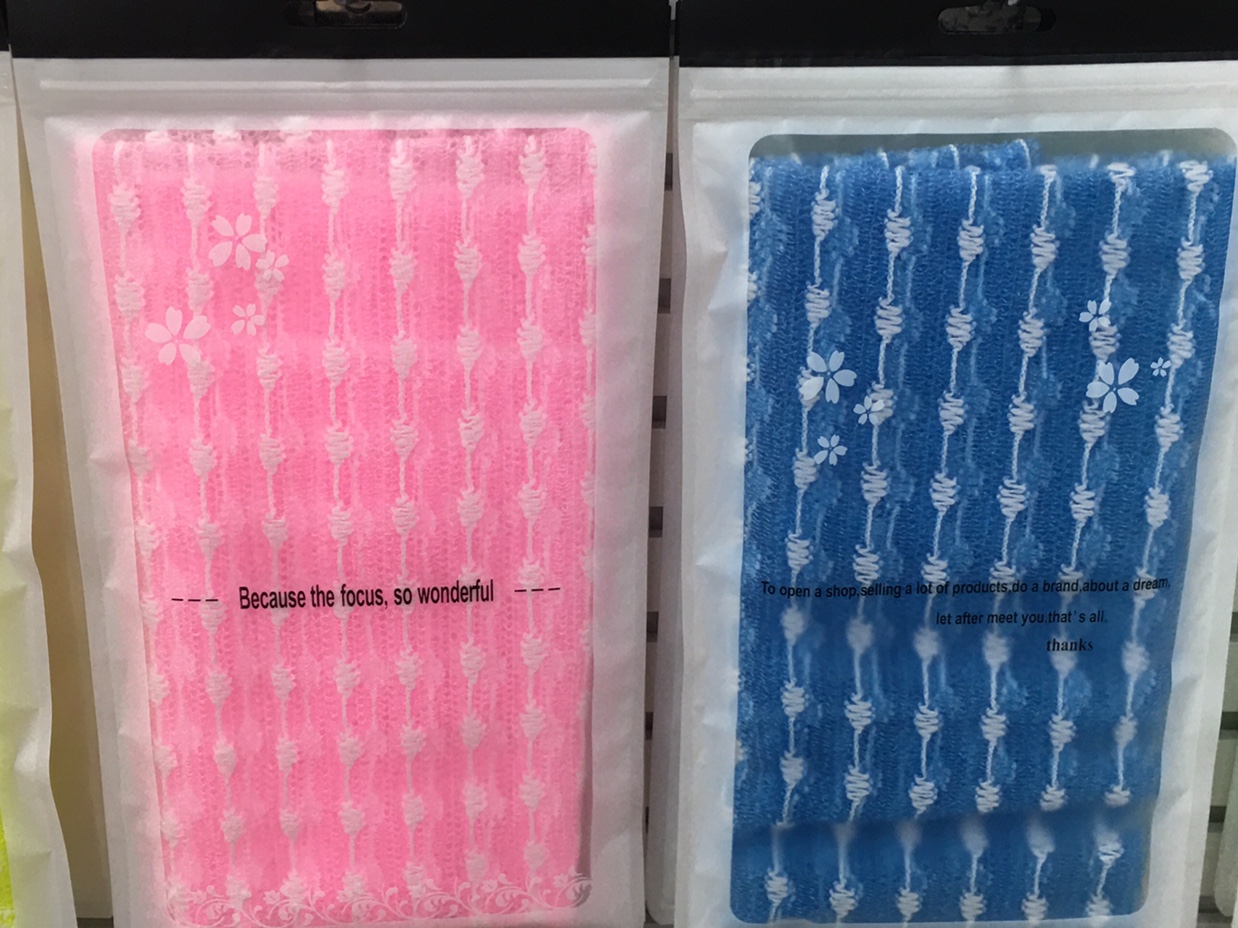 --- Because the focus, so wonderful ---
To open a shop,selling a lot of products,do a brand,about a dream,
let after meet you,that's all.
thanks